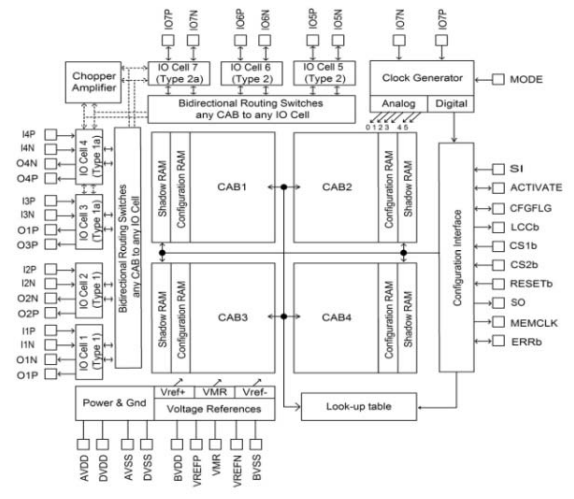 IO7P
IO7N
IO6P
IO6N
IO5P
IO5N
IO7N
IO7P
Chopper
Amplifier
IO Cell 7
(Type 2a)
IO Cell 6
(Type 2)
IO Cell 5
(Type 2)
Clock Generator
Analog
Digital
MODE
Bidirectional Routing Switches
any CAB to any IO Cell
0 1 2 3 4 5
I4P
I4N
O4N
O4P
IO Cell 4
(Type 1a)
I3P
I3N
O1P
O3P
IO Cell 3
(Type 1a)
I2P
I2N
O2N
O2P
IO Cell 2
(Type 1)
I1P
I1N
O1N
O1P
IO Cell 1
(Type 1)
Bidirectional Routing Switches
any CAB to any IO Cell
Shadow RAM
Configuration RAM
CAB1
CAB2
Configuration RAM
Shadow RAM
Shadow RAM
Configuration RAM
CAB3
CAB4
Configuration RAM
Shadow RAM
Configuration Interface
SI
ACTIVATE
CFGFLG
LCCb
CS1b
CS2b
RESETb
SO
MEMCLK
ERRb
Power & Gnd
Vref+
VMR
Vref-
Voltage References
Look-up table
AVDD
DVDD
AVSS
DVSS
BVDD
VREFP
VMR
VREFN
BVSS